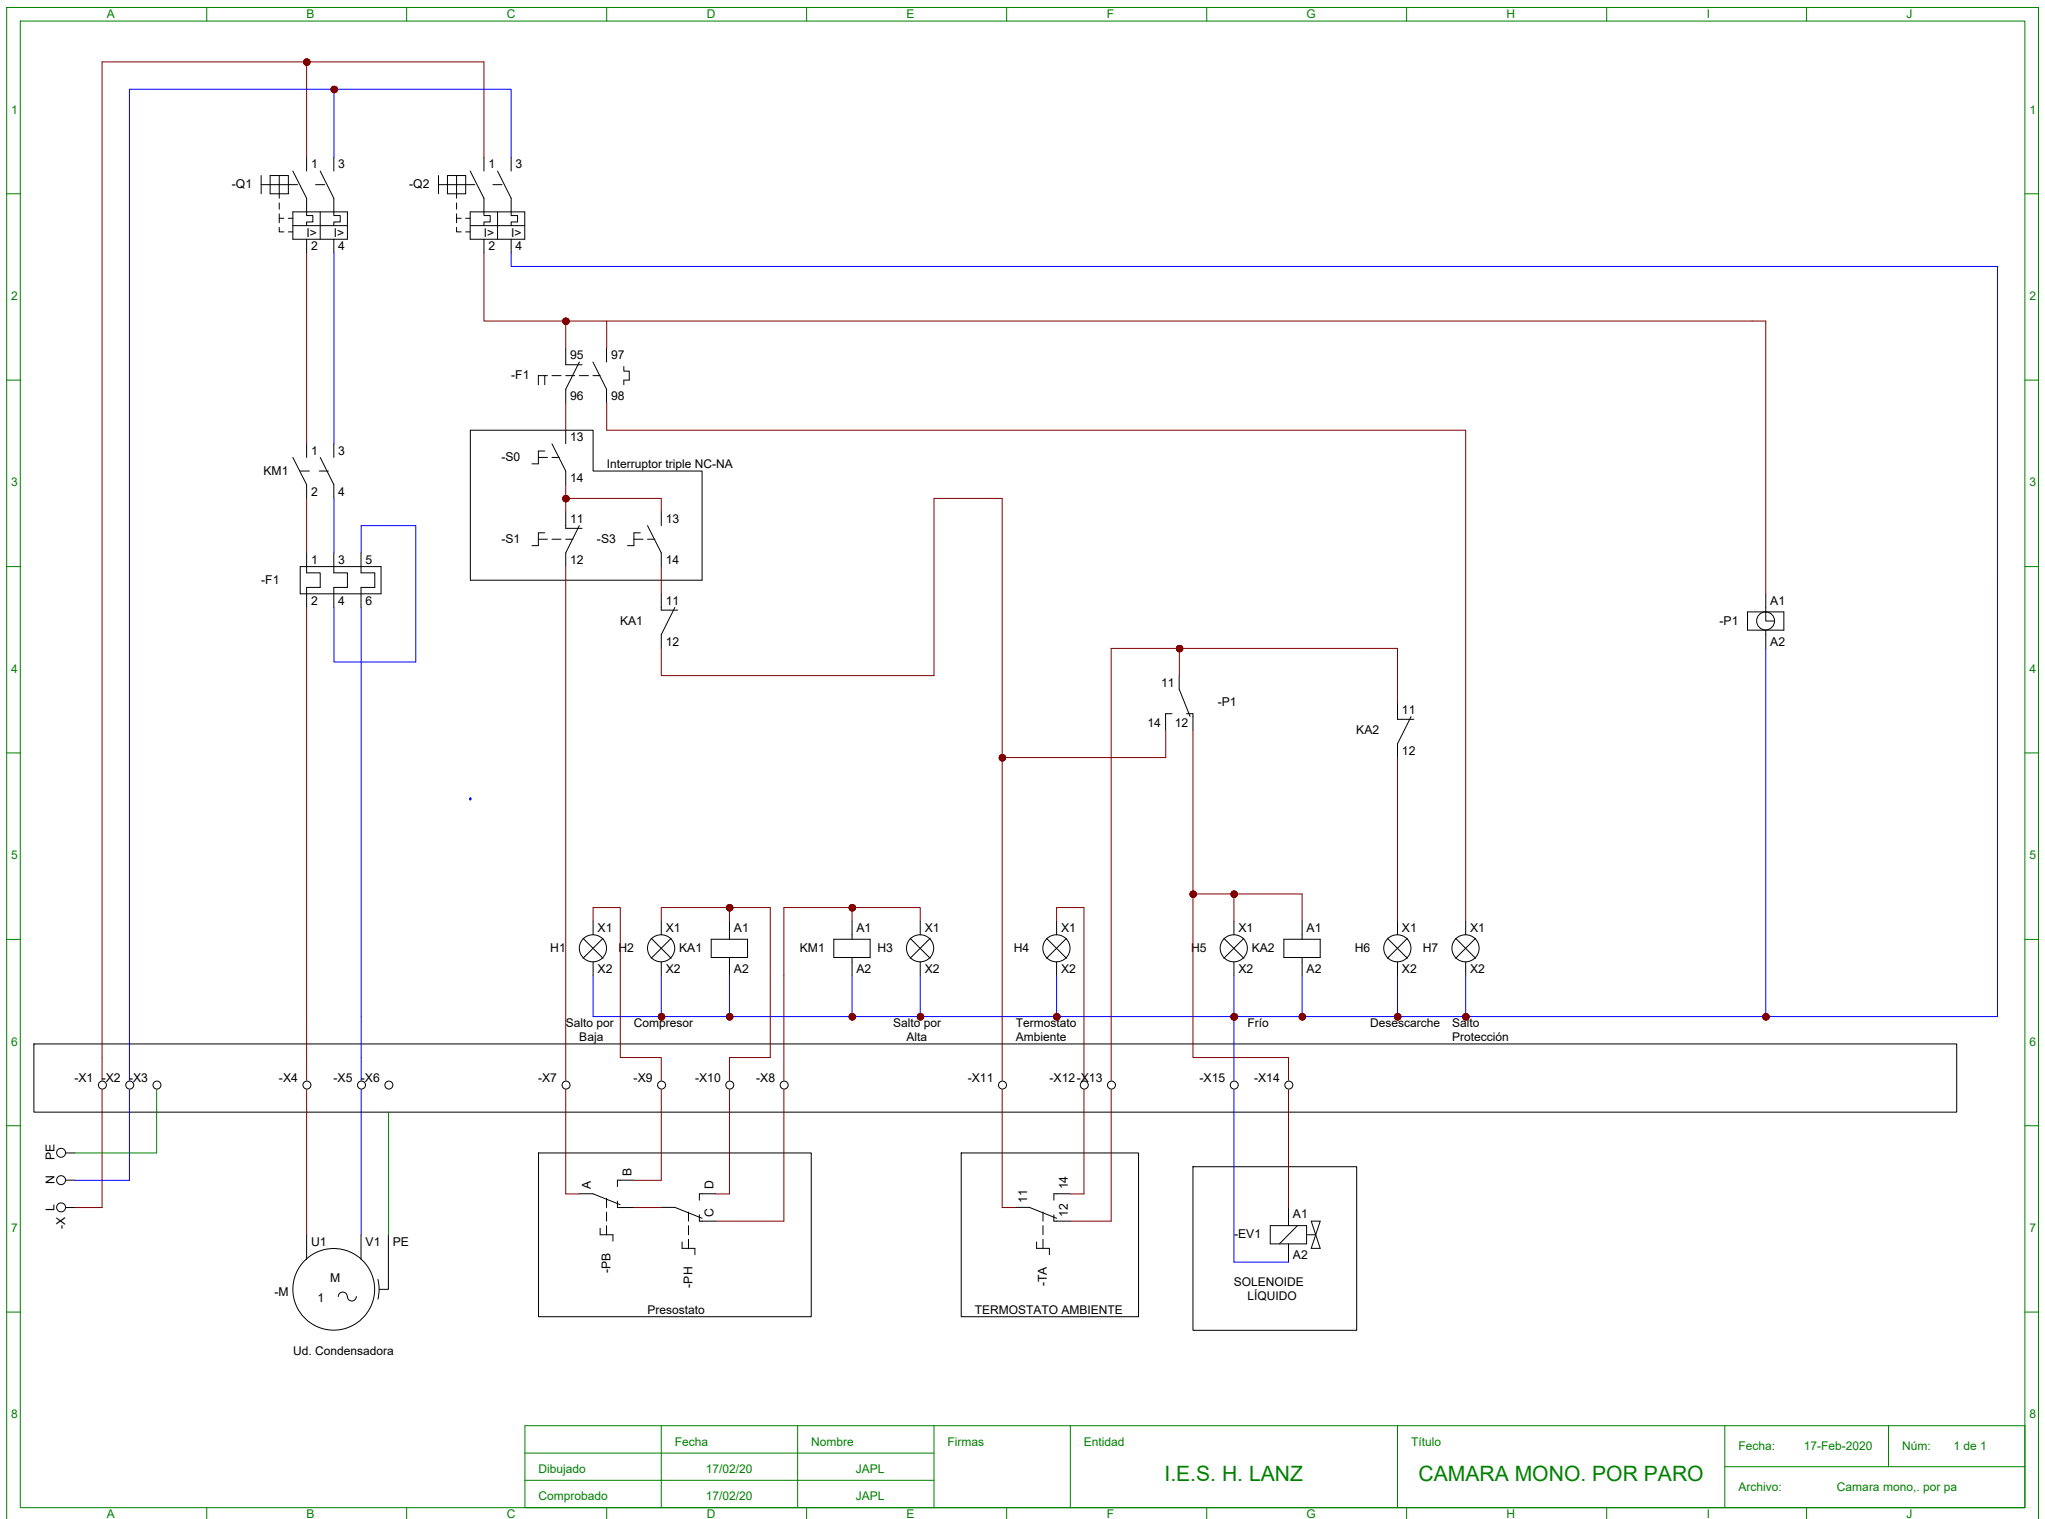 A B C D E F G H I J
1 1
1 3 1 3
-Q1 -Q2
I> I> I> I>
2 4 2 4
2 2
95 97
-F1
96 98
13
1 3 -S0 Interruptor triple NC-NA
KM1
2 4 14
3 3
11 13
-S1 -S3
12 14
1 3 5
-F1
2 4 6
11
KA1
12
A1
-P1
A2
4 4
11 -P1
14 12
11
KA2
12
5 5
X1 X1 A1 A1 X1 X1 X1 A1 X1 X1
H1 H2 KA1 KM1 H3 H4 H5 KA2 H6 H7
X2 X2 A2 A2 X2 X2 X2 A2 X2 X2
Salto por Baja
Compresor
Salto por Alta
Termostato Ambiente
Frío
Desescarche
Salto Protección
6 6
-X1 -X2 -X3 -X4 -X5 -X6 -X7 -X9 -X10 -X8 -X11 -X12 -X13 -X15 -X14
PE
N
L
-X
A B D C
-PB -PH
Presostato
11 14 12
-TA
TERMOSTATO AMBIENTE
A1
-EV1
A2
SOLENOIDE
LÍQUIDO
7 7
U1 V1 PE
M
-M 1
Ud. Condensadora
8 8
Fecha Nombre Firmas Entidad Título
Dibujado 17/02/20 JAPL
Comprobado 17/02/20 JAPL
I.E.S. H. LANZ
CAMARA MONO. POR PARO
Fecha: 17-Feb-2020 Núm: 1 de 1
Archivo: Camara mono,. por pa
A B C D E F G H I J